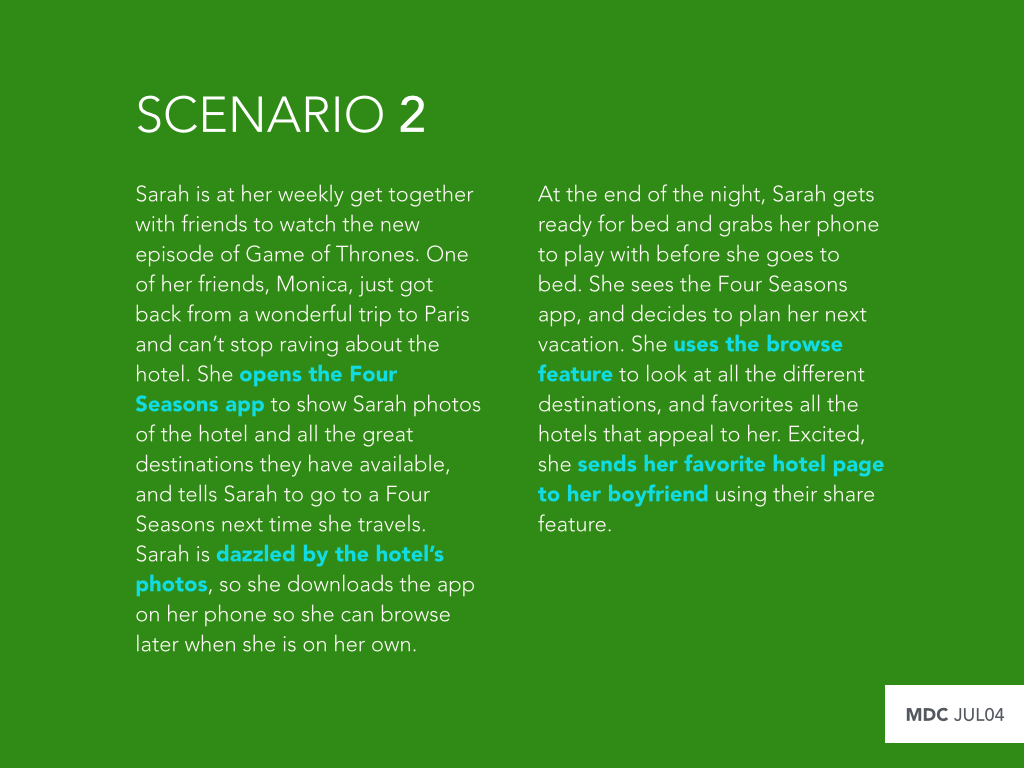 SCENARIO 2
Sarah is at her weekly get together
with friends to watch the new
episode of Game of Thrones. One
of her friends, Monica, just got
back from a wonderful trip to Paris
and can’t stop raving about the
hotel. She opens the Four
Seasons app to show Sarah photos
of the hotel and all the great
destinations they have available,
and tells Sarah to go to a Four
Seasons next time she travels.
Sarah is dazzled by the hotel’s
photos, so she downloads the app
on her phone so she can browse
later when she is on her own.
At the end of the night, Sarah gets
ready for bed and grabs her phone
to play with before she goes to
bed. She sees the Four Seasons
app, and decides to plan her next
vacation. She uses the browse
feature to look at all the different
destinations, and favorites all the
hotels that appeal to her. Excited,
she sends her favorite hotel page
to her boyfriend using their share
feature.
MDC JUL04